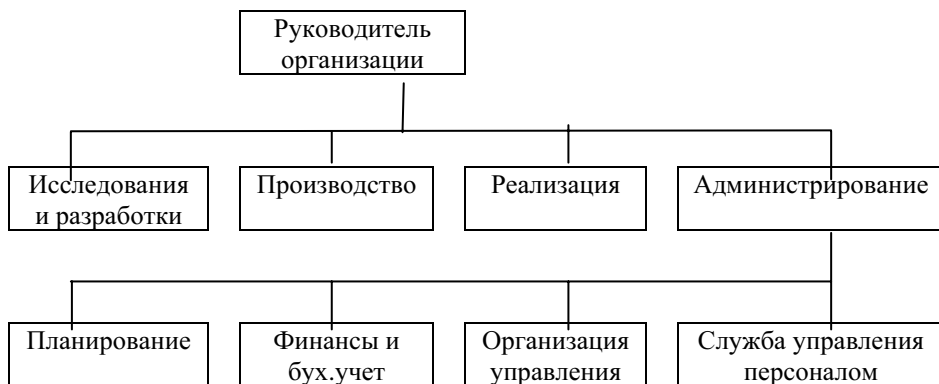 Руководитель
организации
Исследования
и разработки
Производство
Реализация
Администрирование
Планирование
Финансы и
бух.учет
Организация
управления
Служба управления
персоналом